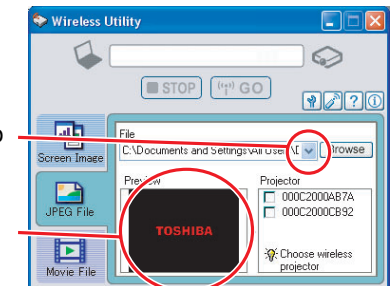 Wireless Utility
STOP
GO
?
Screen Image
JPEG File
Movie File
File
C:\Documents and Settings\All User
Browse
Preview
TOSHIBA
Projector
000C2000AB7A
000C2000CB92
Choose wireless
projector